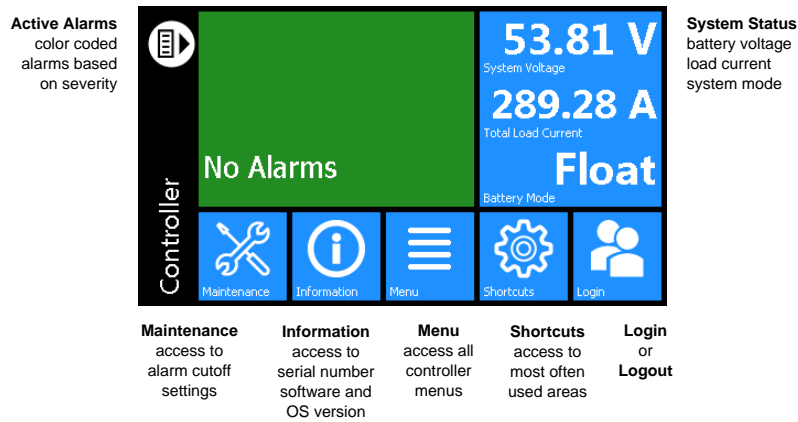 Active Alarms
color coded
alarms based
on severity
Controller
No Alarms
53.81 V
System Voltage
289.28 A
Total Load Current
Float
Battery Mode
System Status
battery voltage
load current
system mode
Maintenance
Information
Menu
Shortcuts
Login
Maintenance
access to
alarm cutoff
settings
Information
access to
serial number
software and
OS version
Menu
access all
controller
menus
Shortcuts
access to
most often
used areas
Login
or
Logout